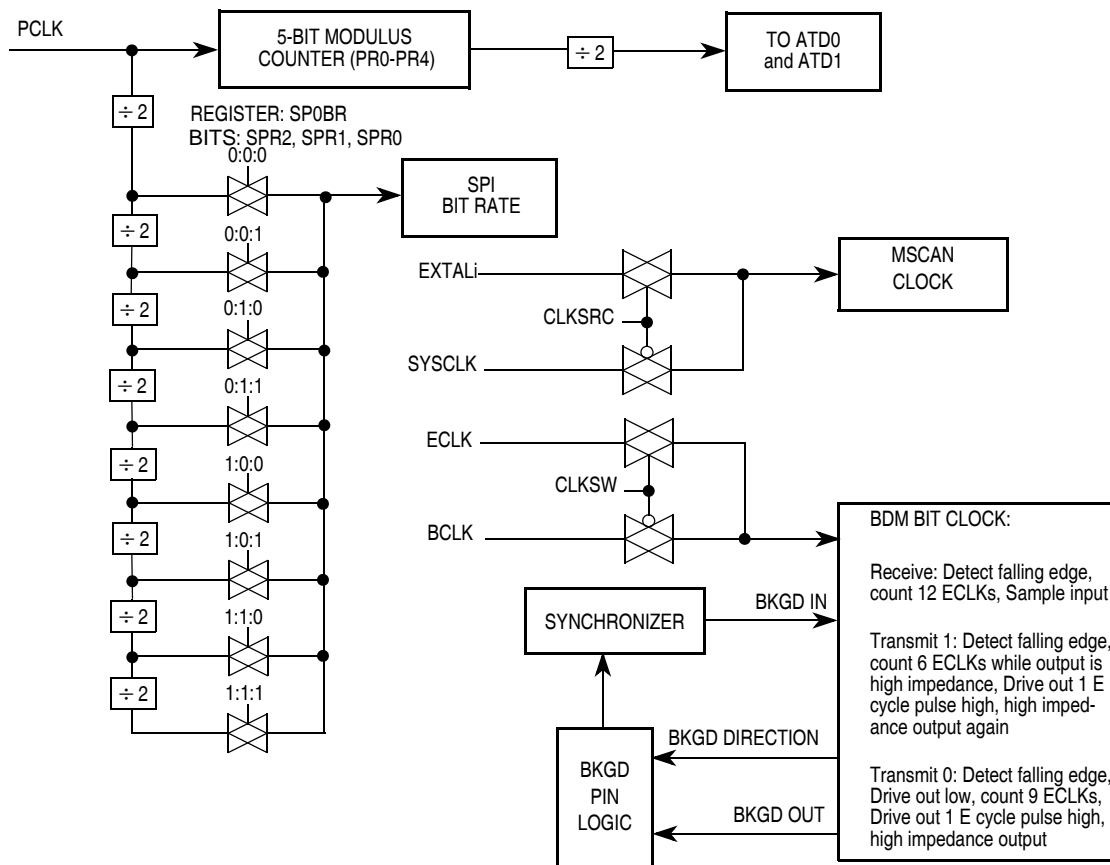 PCLK
5-BIT MODULUS
COUNTER (PR0-PR4)
÷ 2
TO ATD0
and ATD1
÷ 2
REGISTER: SP0BR
BITS: SPR2, SPR1, SPR0
0:0:0
SPI
BIT RATE
÷ 2
0:0:1
÷ 2
0:1:0
÷ 2
0:1:1
÷ 2
1:0:0
÷ 2
1:0:1
÷ 2
1:1:0
÷ 2
1:1:1
EXTALi
MSCAN
CLOCK
CLKSRC
SYSCLK
ECLK
CLKSW
BCLK
BDM BIT CLOCK:
Receive: Detect falling edge,
count 12 ECLKs, Sample input
Transmit 1: Detect falling edge,
count 6 ECLKs while output is
high impedance, Drive out 1 E
cycle pulse high, high imped-
ance output again
Transmit 0: Detect falling edge,
Drive out low, count 9 ECLKs,
Drive out 1 E cycle pulse high,
high impedance output
SYNCHRONIZER
BKGD IN
BKGD DIRECTION
BKGD
PIN
LOGIC
BKGD OUT